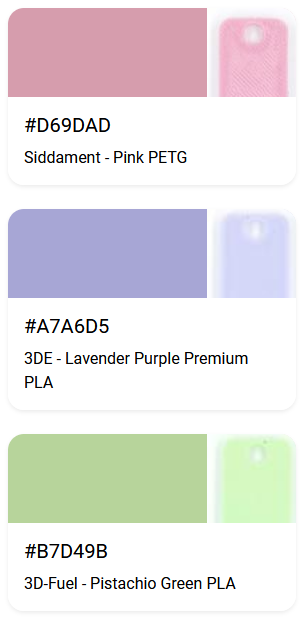 #D69DAD
Siddament - Pink PETG
#A7A6D5
3DE - Lavender Purple Premium
PLA
#B7D49B
3D-Fuel - Pistachio Green PLA